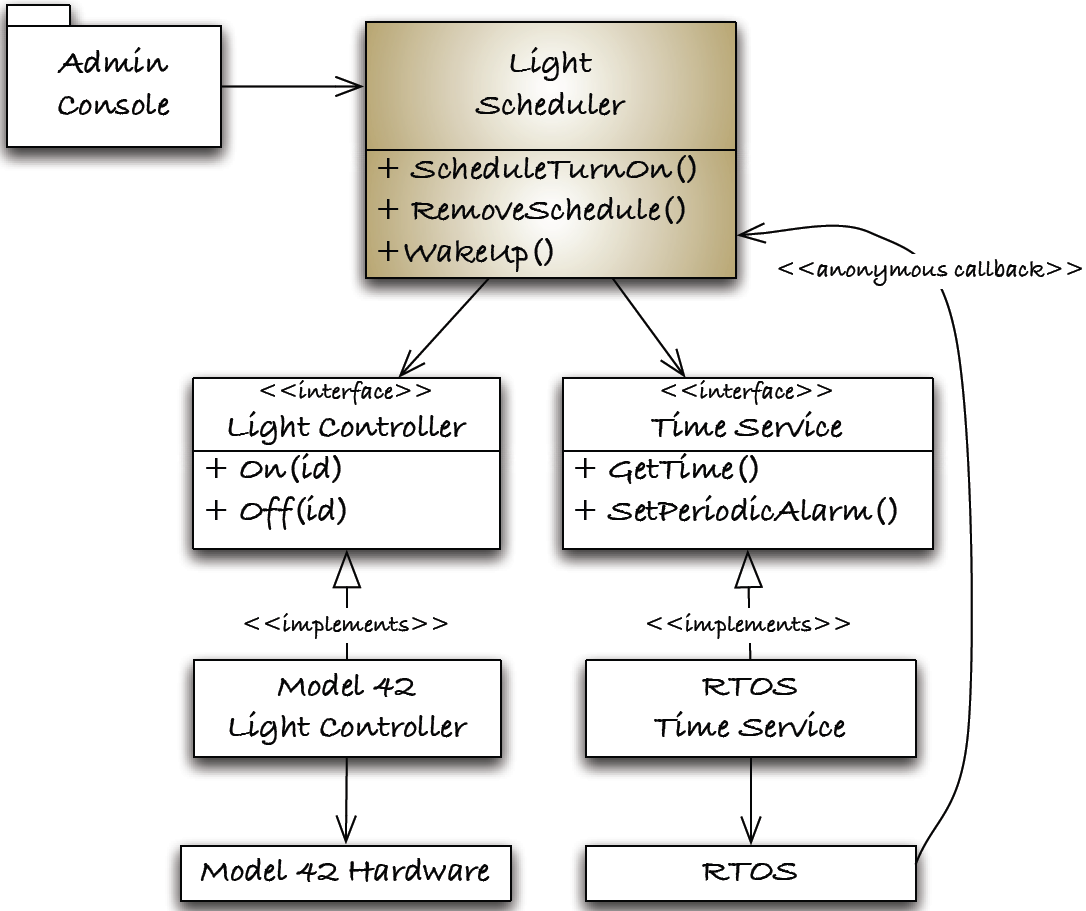 Admin
Console
Light
Scheduler
+ ScheduleTurnOn()
+ RemoveSchedule()
+WakeUp()
<<anonymous callback>>
<<interface>>
Light Controller
+ On(id)
+ Off(id)
<<interface>>
Time Service
+ GetTime()
+ SetPeriodicAlarm()
<<implements>>
<<implements>>
Model 42
Light Controller
RTOS
Time Service
Model 42 Hardware
RTOS